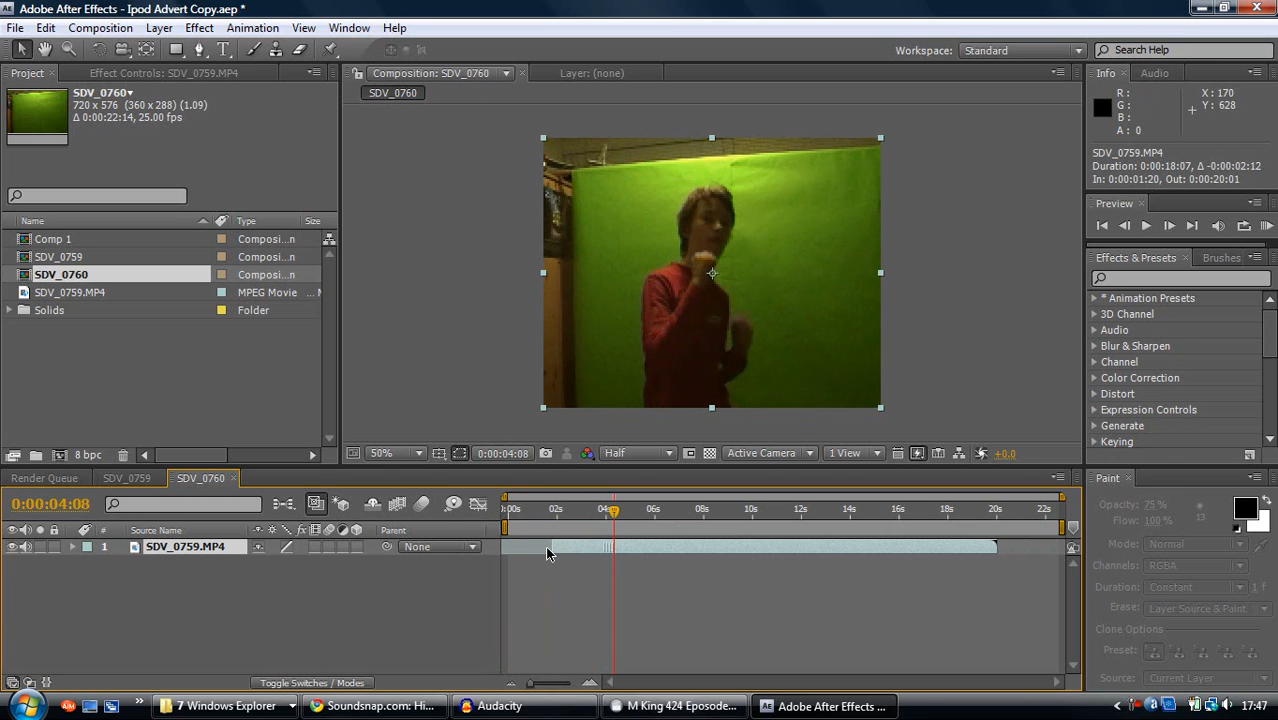 Adobe After Effects - Ipod Advert Copy.aep *
File Edit Composition Layer Effect Animation View Window Help
Workspace: Standard Search Help
Project Effect Controls: SDV_0759.MP4
SDV_0760▾
720 x 576 (360 x 288) (1.09)
Δ 0:00:22:14, 25.00 fps
Name Type Size
Comp 1 Composi...n
SDV_0759 Composi...n
SDV_0760 Composi...n
SDV_0759.MP4 MPEG Movie ...
Solids Folder
8 bpc
Composition: SDV_0760 Layer: (none)
SDV_0760
50% 0:00:04:08 Half Active Camera 1 View +0.0
Info Audio
R :
G :
B :
A : 0
X : 170
Y : 628
SDV_0759.MP4
Duration: 0:00:18:07, Δ -0:00:02:12
In: 0:00:01:20, Out: 0:00:20:01
Preview
Effects & Presets Brushes
* Animation Presets
3D Channel
Audio
Blur & Sharpen
Channel
Color Correction
Distort
Expression Controls
Generate
Keying
Render Queue SDV_0759 SDV_0760
0:00:04:08
:00s 02s 04s 06s 08s 10s 12s 14s 16s 18s 20s 22s
# Source Name Parent
1 SDV_0759.MP4 None
Toggle Switches / Modes
Paint
Opacity: 75 %
Flow: 100 %
13
Mode: Normal
Channels: RGBA
Duration: Constant 1 f
Erase: Layer Source & Paint
Clone Options
Preset:
Source: Current Layer
7 Windows Explorer Soundsnap.com: Hi... Audacity M King 424 Eposode... Adobe After Effects ... 17:47